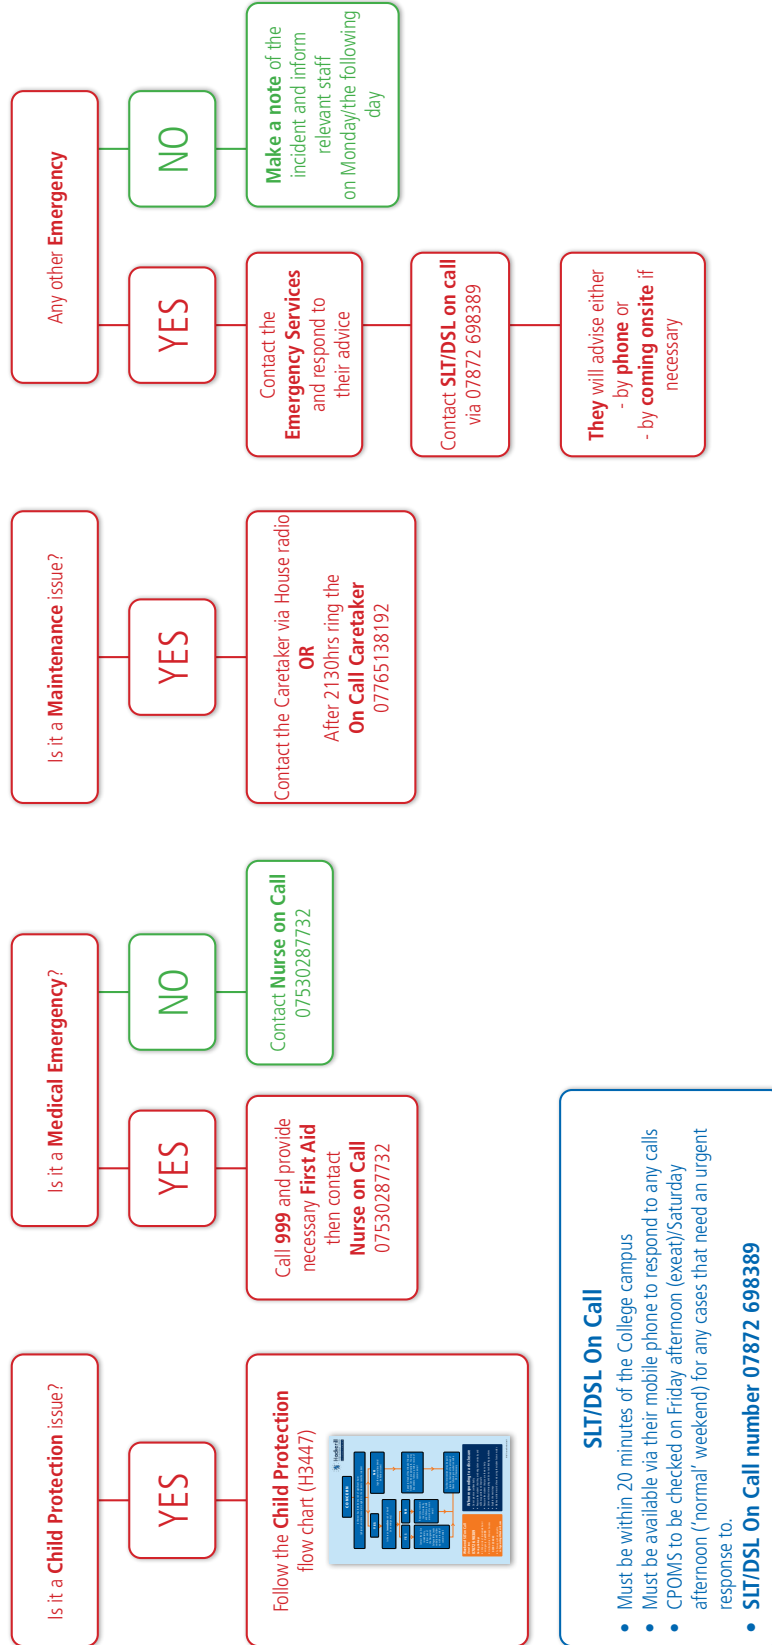 Is it a Child Protection issue?
YES
Follow the Child Protection
flow chart (H3447)
CONCERN
YES
NO
Is it a Medical Emergency?
YES
NO
Call 999 and provide
necessary First Aid
then contact
Nurse on Call
07530287732
Contact Nurse on Call
07530287732
Is it a Maintenance issue?
YES
Contact the Caretaker via House radio
OR
After 2130hrs ring the
On Call Caretaker
07765138192
Any other Emergency
YES
NO
Contact the
Emergency Services
and respond to
their advice
Contact SLT/DSL on call
via 07872 698389
They will advise either
- by phone or
- by coming onsite if
necessary
Make a note of the
incident and inform
relevant staff
on Monday/the following
day
SLT/DSL On Call
• Must be within 20 minutes of the College campus
• Must be available via their mobile phone to respond to any calls
• CPOMS to be checked on Friday afternoon (exeat)/Saturday
afternoon ('normal' weekend) for any cases that need an urgent
response to.
• SLT/DSL On Call number 07872 698389